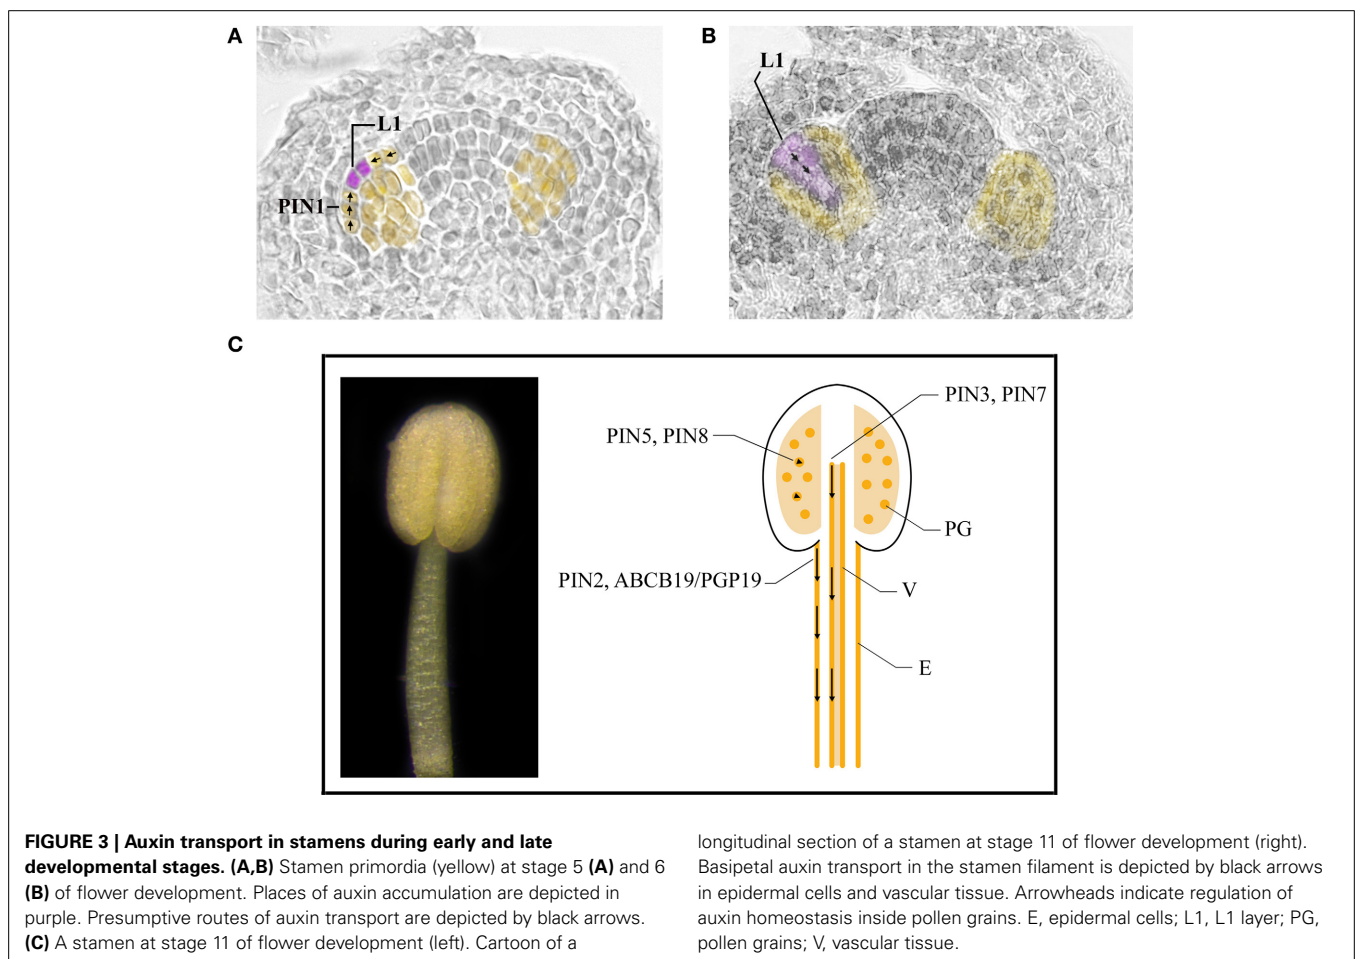 A
B
L1
L1
PIN1
C
PIN3, PIN7
PIN5, PIN8
PG
PIN2, ABCB19/PGP19
V
E
FIGURE 3 | Auxin transport in stamens during early and late
developmental stages. (A,B) Stamen primordia (yellow) at stage 5 (A) and 6
(B) of flower development. Places of auxin accumulation are depicted in
purple. Presumptive routes of auxin transport are depicted by black arrows.
(C) A stamen at stage 11 of flower development (left). Cartoon of a
longitudinal section of a stamen at stage 11 of flower development (right).
Basipetal auxin transport in the stamen filament is depicted by black arrows
in epidermal cells and vascular tissue. Arrowheads indicate regulation of
auxin homeostasis inside pollen grains. E, epidermal cells; L1, L1 layer; PG,
pollen grains; V, vascular tissue.